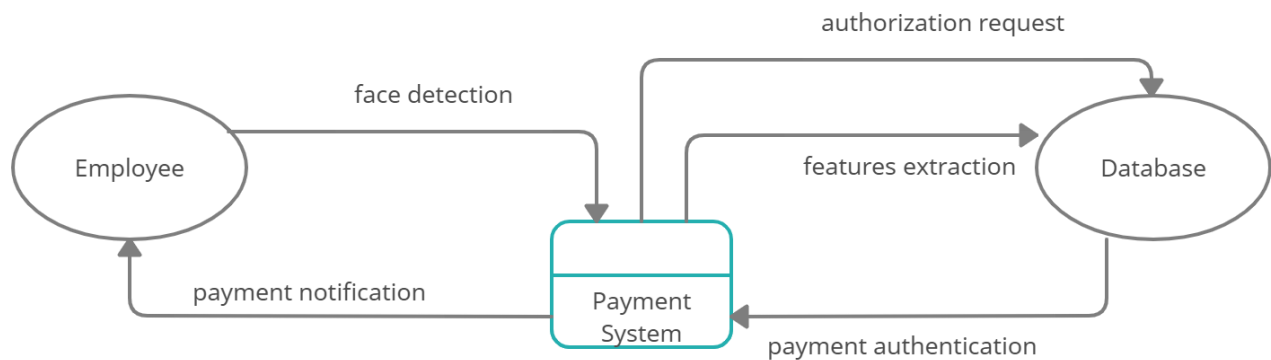 authorization request
face detection
Employee
features extraction
Database
payment notification
Payment
System
payment authentication